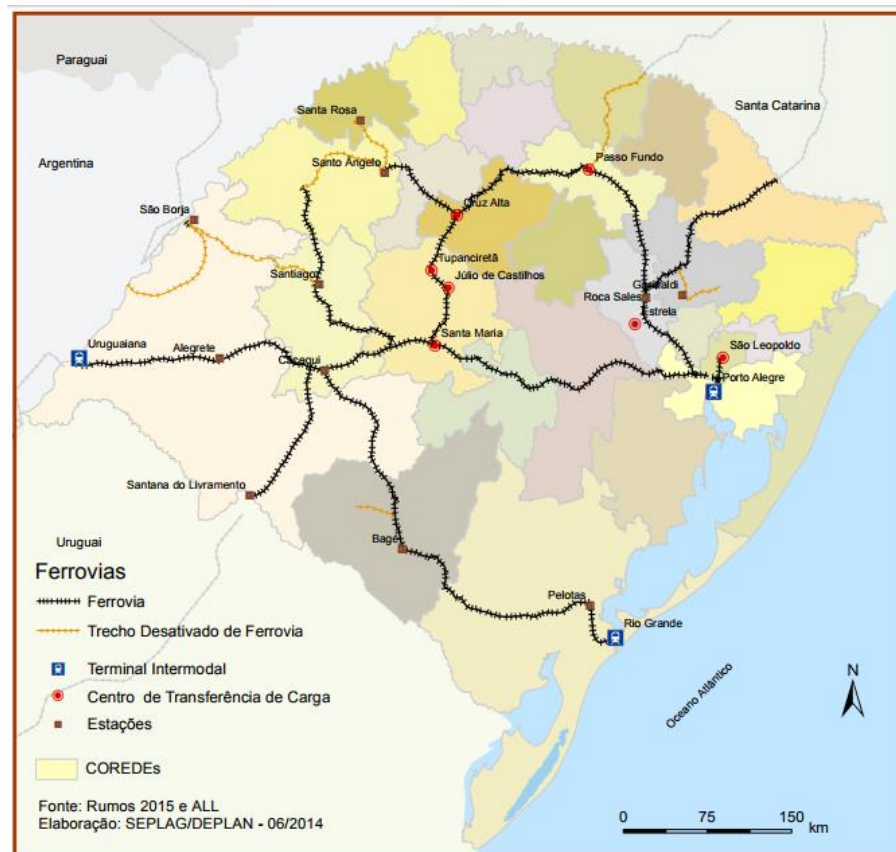 Paraguai
Santa Catarina
Santa Rosa
Argentina
Passo Fundo
Santo Ângelo
São Borja
Cruz Alta
Tupanciretã
Júlio de Castilhos
Santiago
Garibaldi
Roca Sales
Estrela
Uruguaiana
Santa Maria
São Leopoldo
Alegrete
Cacequi
Porto Alegre
Santana do Livramento
Uruguai
Bagé
Pelotas
Rio Grande
Oceano Atlântico
N
Ferrovias
Ferrovia
Trecho Desativado de Ferrovia
Terminal Intermodal
Centro de Transferência de Carga
Estações
COREDEs
Fonte: Rumos 2015 e ALL
Elaboração: SEPLAG/DEPLAN - 06/2014
0 75 150
km